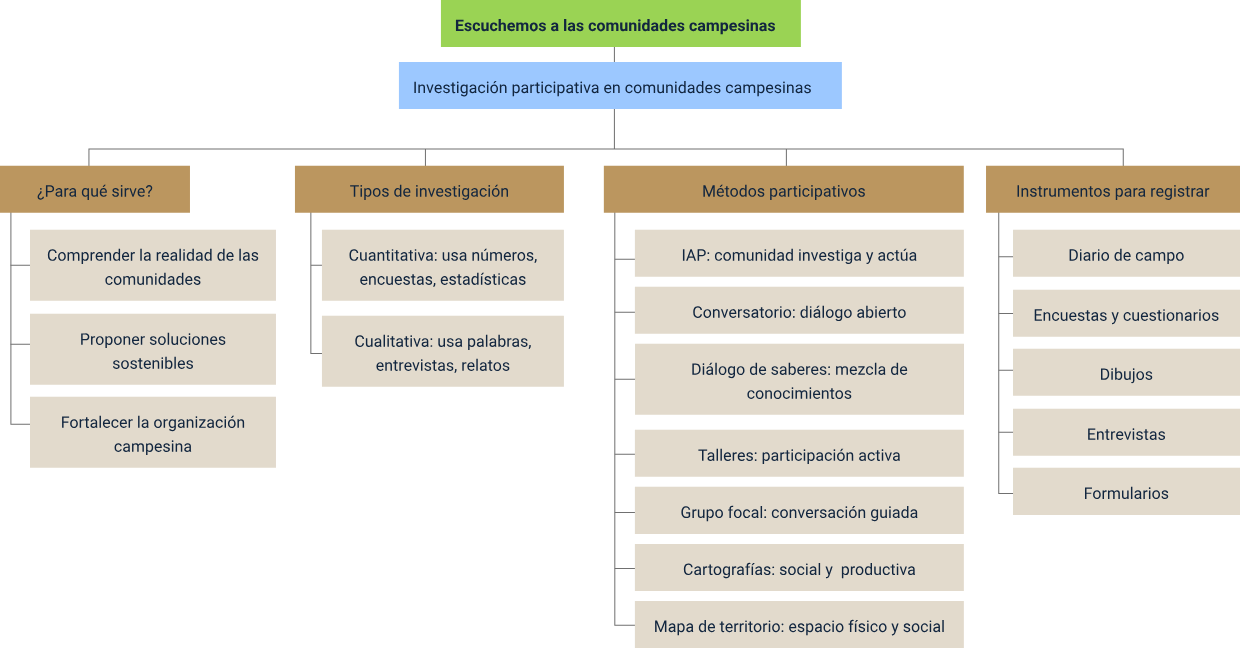 Escuchemos a las comunidades campesinas
Investigación participativa en comunidades campesinas
¿Para qué sirve?
Comprender la realidad de las
comunidades
Proponer soluciones
sostenibles
Fortalecer la organización
campesina
Tipos de investigación
Cuantitativa: usa números,
encuestas, estadísticas
Cualitativa: usa palabras,
entrevistas, relatos
Métodos participativos
IAP: comunidad investiga y actúa
Conversatorio: diálogo abierto
Diálogo de saberes: mezcla de
conocimientos
Talleres: participación activa
Grupo focal: conversación guiada
Cartografías: social y  productiva
Mapa de territorio: espacio físico y social
Instrumentos para registrar
Diario de campo
Encuestas y cuestionarios
Dibujos
Entrevistas
Formularios